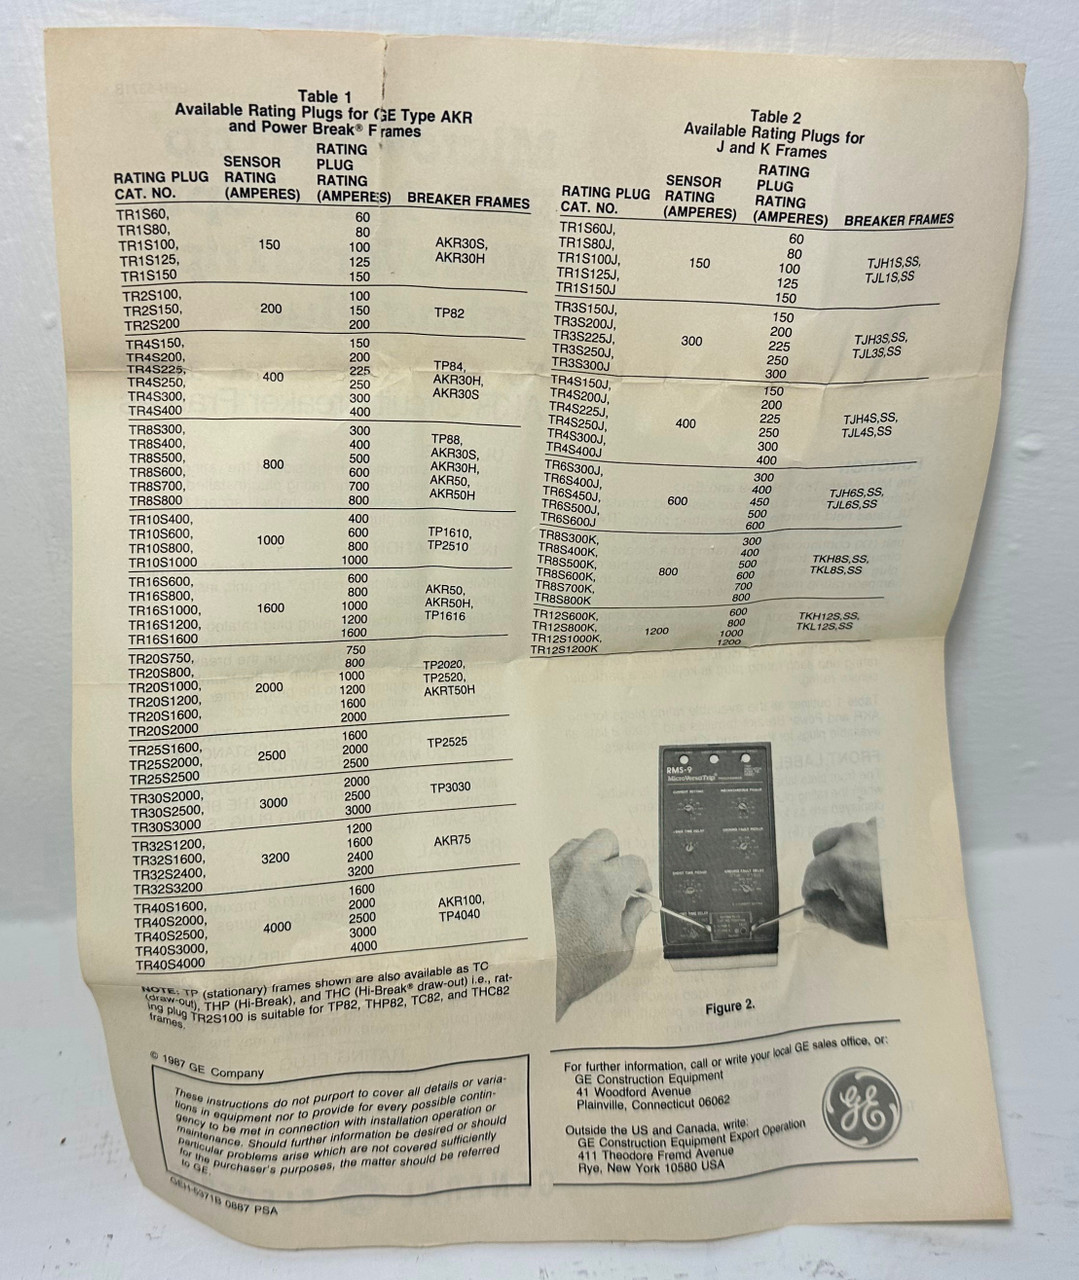 Table 1
Available Rating Plugs for GE Type AKR
and Power Break® Frames
RATING PLUG CAT. NO. SENSOR RATING (AMPERES) RATING PLUG RATING (AMPERES) BREAKER FRAMES
TR1S60, 60
TR1S80, 80
TR1S100, 150 100 AKR30S,
TR1S125, 125 AKR30H
TR1S150 150
TR2S100, 100
TR2S150, 200 150 TP82
TR2S200 200
TR4S150, 150
TR4S200, 200 TP84,
TR4S225, 400 225 AKR30H,
TR4S250, 250 AKR30S
TR4S300, 300
TR4S400 400
TR8S300, 300 TP88,
TR8S400, 400 AKR30S,
TR8S500, 800 500 AKR30H,
TR8S600, 600 AKR50,
TR8S700, 700 AKR50H
TR8S800 800
TR10S400, 400
TR10S600, 1000 600 TP1610,
TR10S800, 800 TP2510
TR10S1000 1000
TR16S600, 600
TR16S800, 800 AKR50,
TR16S1000, 1600 1000 AKR50H,
TR16S1200, 1200 TP1616
TR16S1600 1600
TR20S750, 750
TR20S800, 800 TP2020,
TR20S1000, 2000 1000 TP2520,
TR20S1200, 1200 AKRT50H
TR20S1600, 1600
TR20S2000 2000
TR25S1600, 1600
TR25S2000, 2500 2000 TP2525
TR25S2500 2500
TR30S2000, 2000
TR30S2500, 3000 2500 TP3030
TR30S3000 3000
TR32S1200, 1200
TR32S1600, 3200 1600 AKR75
TR32S2400, 2400
TR32S3200 3200
TR40S1600, 1600
TR40S2000, 2000 AKR100,
TR40S2500, 4000 2500 TP4040
TR40S3000, 3000
TR40S4000 4000
NOTE: TP (stationary) frames shown are also available as TC
(draw-out), THP (Hi-Break), and THC (Hi-Break® draw-out) i.e., rat-
ing plug TR2S100 is suitable for TP82, THP82, TC82, and THC82
frames.
© 1987 GE Company
These instructions do not purport to cover all details or varia-
tions in equipment nor to provide for every possible contin-
gency to be met in connection with installation operation or
maintenance. Should further information be desired or should
particular problems arise which are not covered sufficiently
for the purchaser's purposes, the matter should be referred
to GE.
GEH-5371B 0887 PSA
Table 2
Available Rating Plugs for
J and K Frames
RATING PLUG CAT. NO. SENSOR RATING (AMPERES) RATING PLUG RATING (AMPERES) BREAKER FRAMES
TR1S60J, 60
TR1S80J, 80
TR1S100J, 150 100 TJH1S,SS,
TR1S125J, 125 TJL1S,SS
TR1S150J 150
TR3S150J, 150
TR3S200J, 200
TR3S225J, 300 225 TJH3S,SS,
TR3S250J, 250 TJL3S,SS
TR3S300J 300
TR4S150J, 150
TR4S200J, 200
TR4S225J, 400 225 TJH4S,SS,
TR4S250J, 250 TJL4S,SS
TR4S300J, 300
TR4S400J 400
TR6S300J, 300
TR6S400J, 400
TR6S450J, 600 450 TJH6S,SS,
TR6S500J, 500 TJL6S,SS
TR6S600J 600
TR8S300K, 300
TR8S400K, 400
TR8S500K, 800 500 TKH8S,SS,
TR8S600K, 600 TKL8S,SS
TR8S700K, 700
TR8S800K 800
TR12S600K, 600
TR12S800K, 1200 800 TKH12S,SS,
TR12S1000K, 1000 TKL12S,SS
TR12S1200K 1200
RMS-9
MicroVersaTrip
Figure 2.
For further information, call or write your local GE sales office, or:
GE Construction Equipment
41 Woodford Avenue
Plainville, Connecticut 06062
Outside the US and Canada, write:
GE Construction Equipment Export Operation
411 Theodore Fremd Avenue
Rye, New York 10580 USA
GE